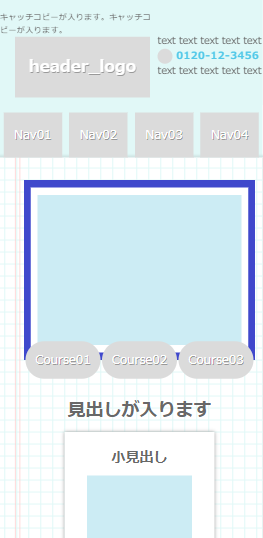 キャッチコピーが入ります。キャッチコ
ピーが入ります。
header_logo
text text text text text
0120-12-3456
text text text text text
Nav01 Nav02 Nav03 Nav04
Course01 Course02 Course03
見出しが入ります
小見出し